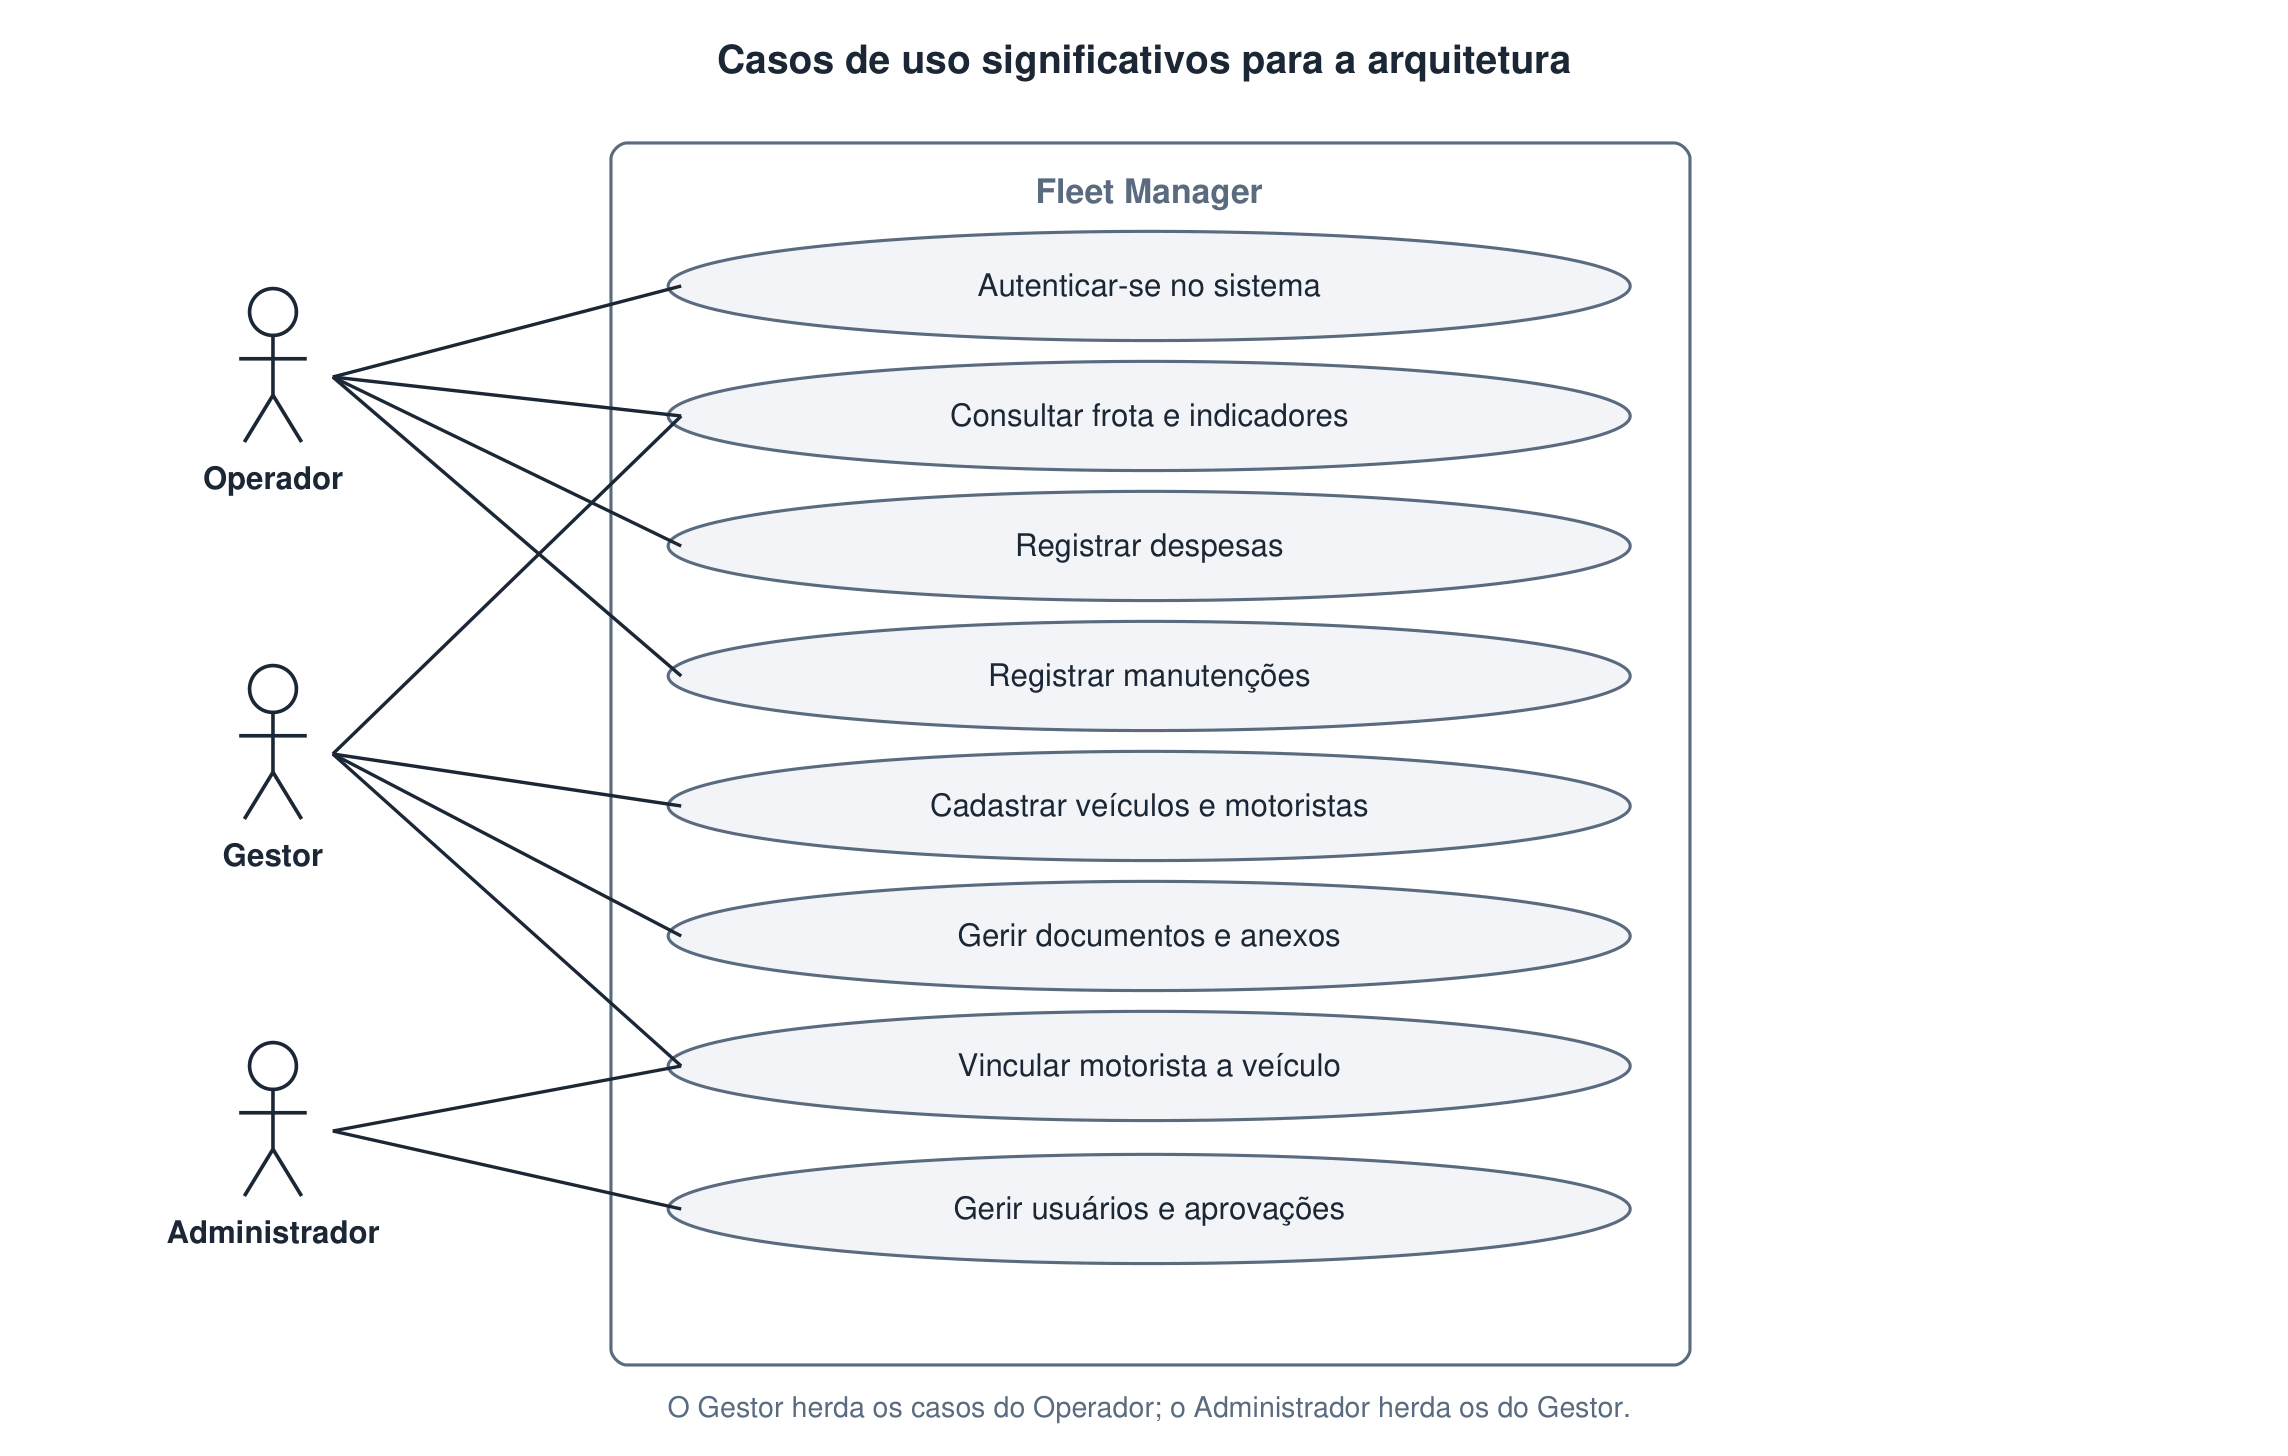 Casos de uso significativos para a arquitetura
Fleet Manager
Autenticar-se no sistema
Consultar frota e indicadores
Operador
Registrar despesas
Registrar manutenções
Cadastrar veículos e motoristas
Gestor
Gerir documentos e anexos
Vincular motorista a veículo
Gerir usuários e aprovações
Administrador
O Gestor herda os casos do Operador; o Administrador herda os do Gestor.